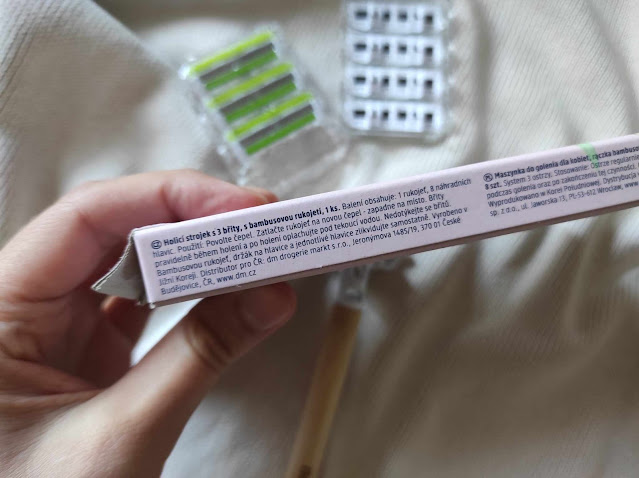 CZ Holicí strojek s 3 břity, s bambusovou rukojetí, 1 ks. Balení obsahuje: 1 rukojeť, 8 náhradních
hlavic. Použití: Povolte čepel. Zatlačte rukojeť na novou čepel - zapadne na místo. Břity
pravidelně během holení a po holení oplachujte pod tekoucí vodou. Nedotýkejte se břitů.
Bambusovou rukojeť, držák na hlavice a jednotlivé hlavice zlikvidujte samostatně. Vyrobeno v
Jižní Koreji. Distributor pro ČR: dm drogerie markt s.r.o., Jeronýmova 1485/19, 370 01 České
Budějovice, ČR, www.dm.cz
PL Maszynka do golenia dla kobiet, rączka bambusow
8 szt. System 3 ostrzy. Stosowanie: Ostrze regularni
podczas golenia oraz po zakończeniu tej czynności.
Wyprodukowano w Korei Południowej. Dystrybucja
sp. z o.o., ul. Jaworska 13, PL-53-612 Wrocław, www